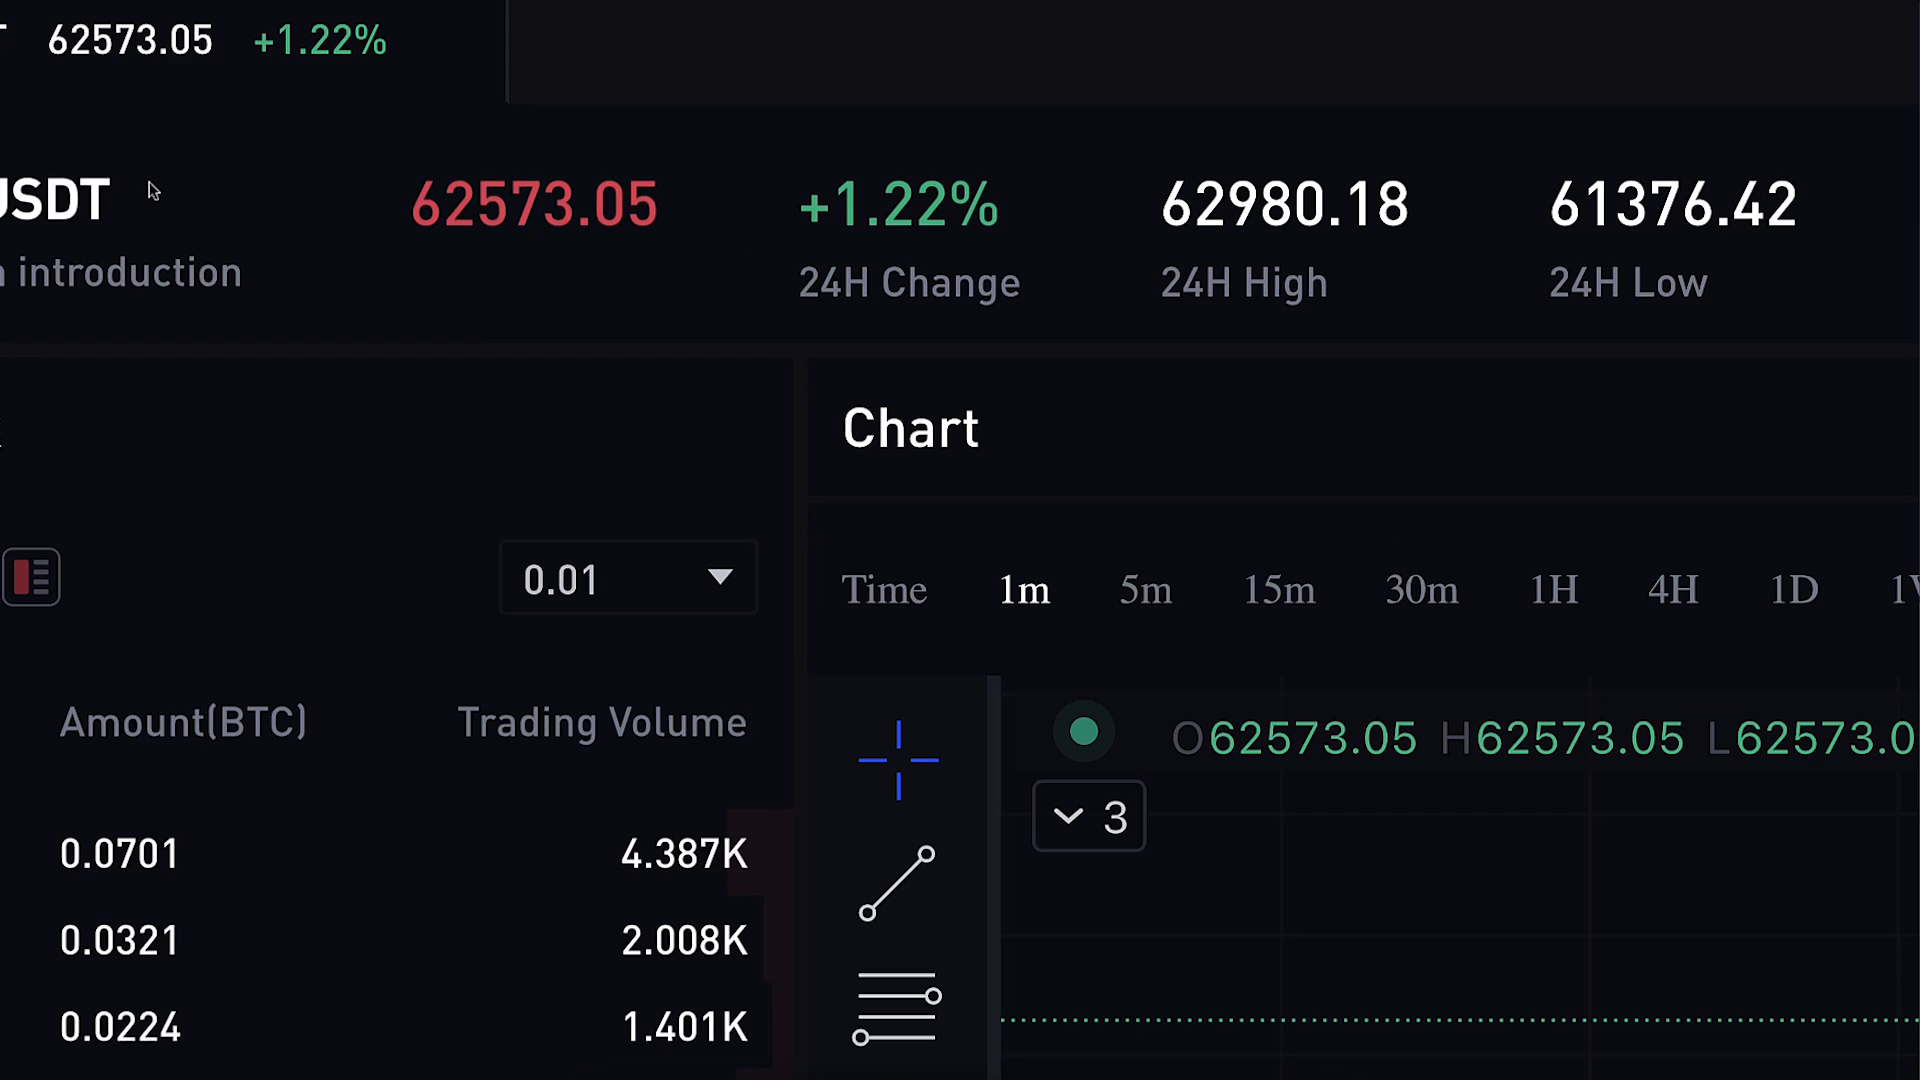 62573.05 +1.22%
USDT 62573.05 +1.22% 62980.18 61376.42
introduction 24H Change 24H High 24H Low
Chart
0.01
Time 1m 5m 15m 30m 1H 4H 1D
Amount(BTC) Trading Volume
O62573.05 H62573.05 L62573.0
3
0.0701 4.387K
0.0321 2.008K
0.0224 1.401K